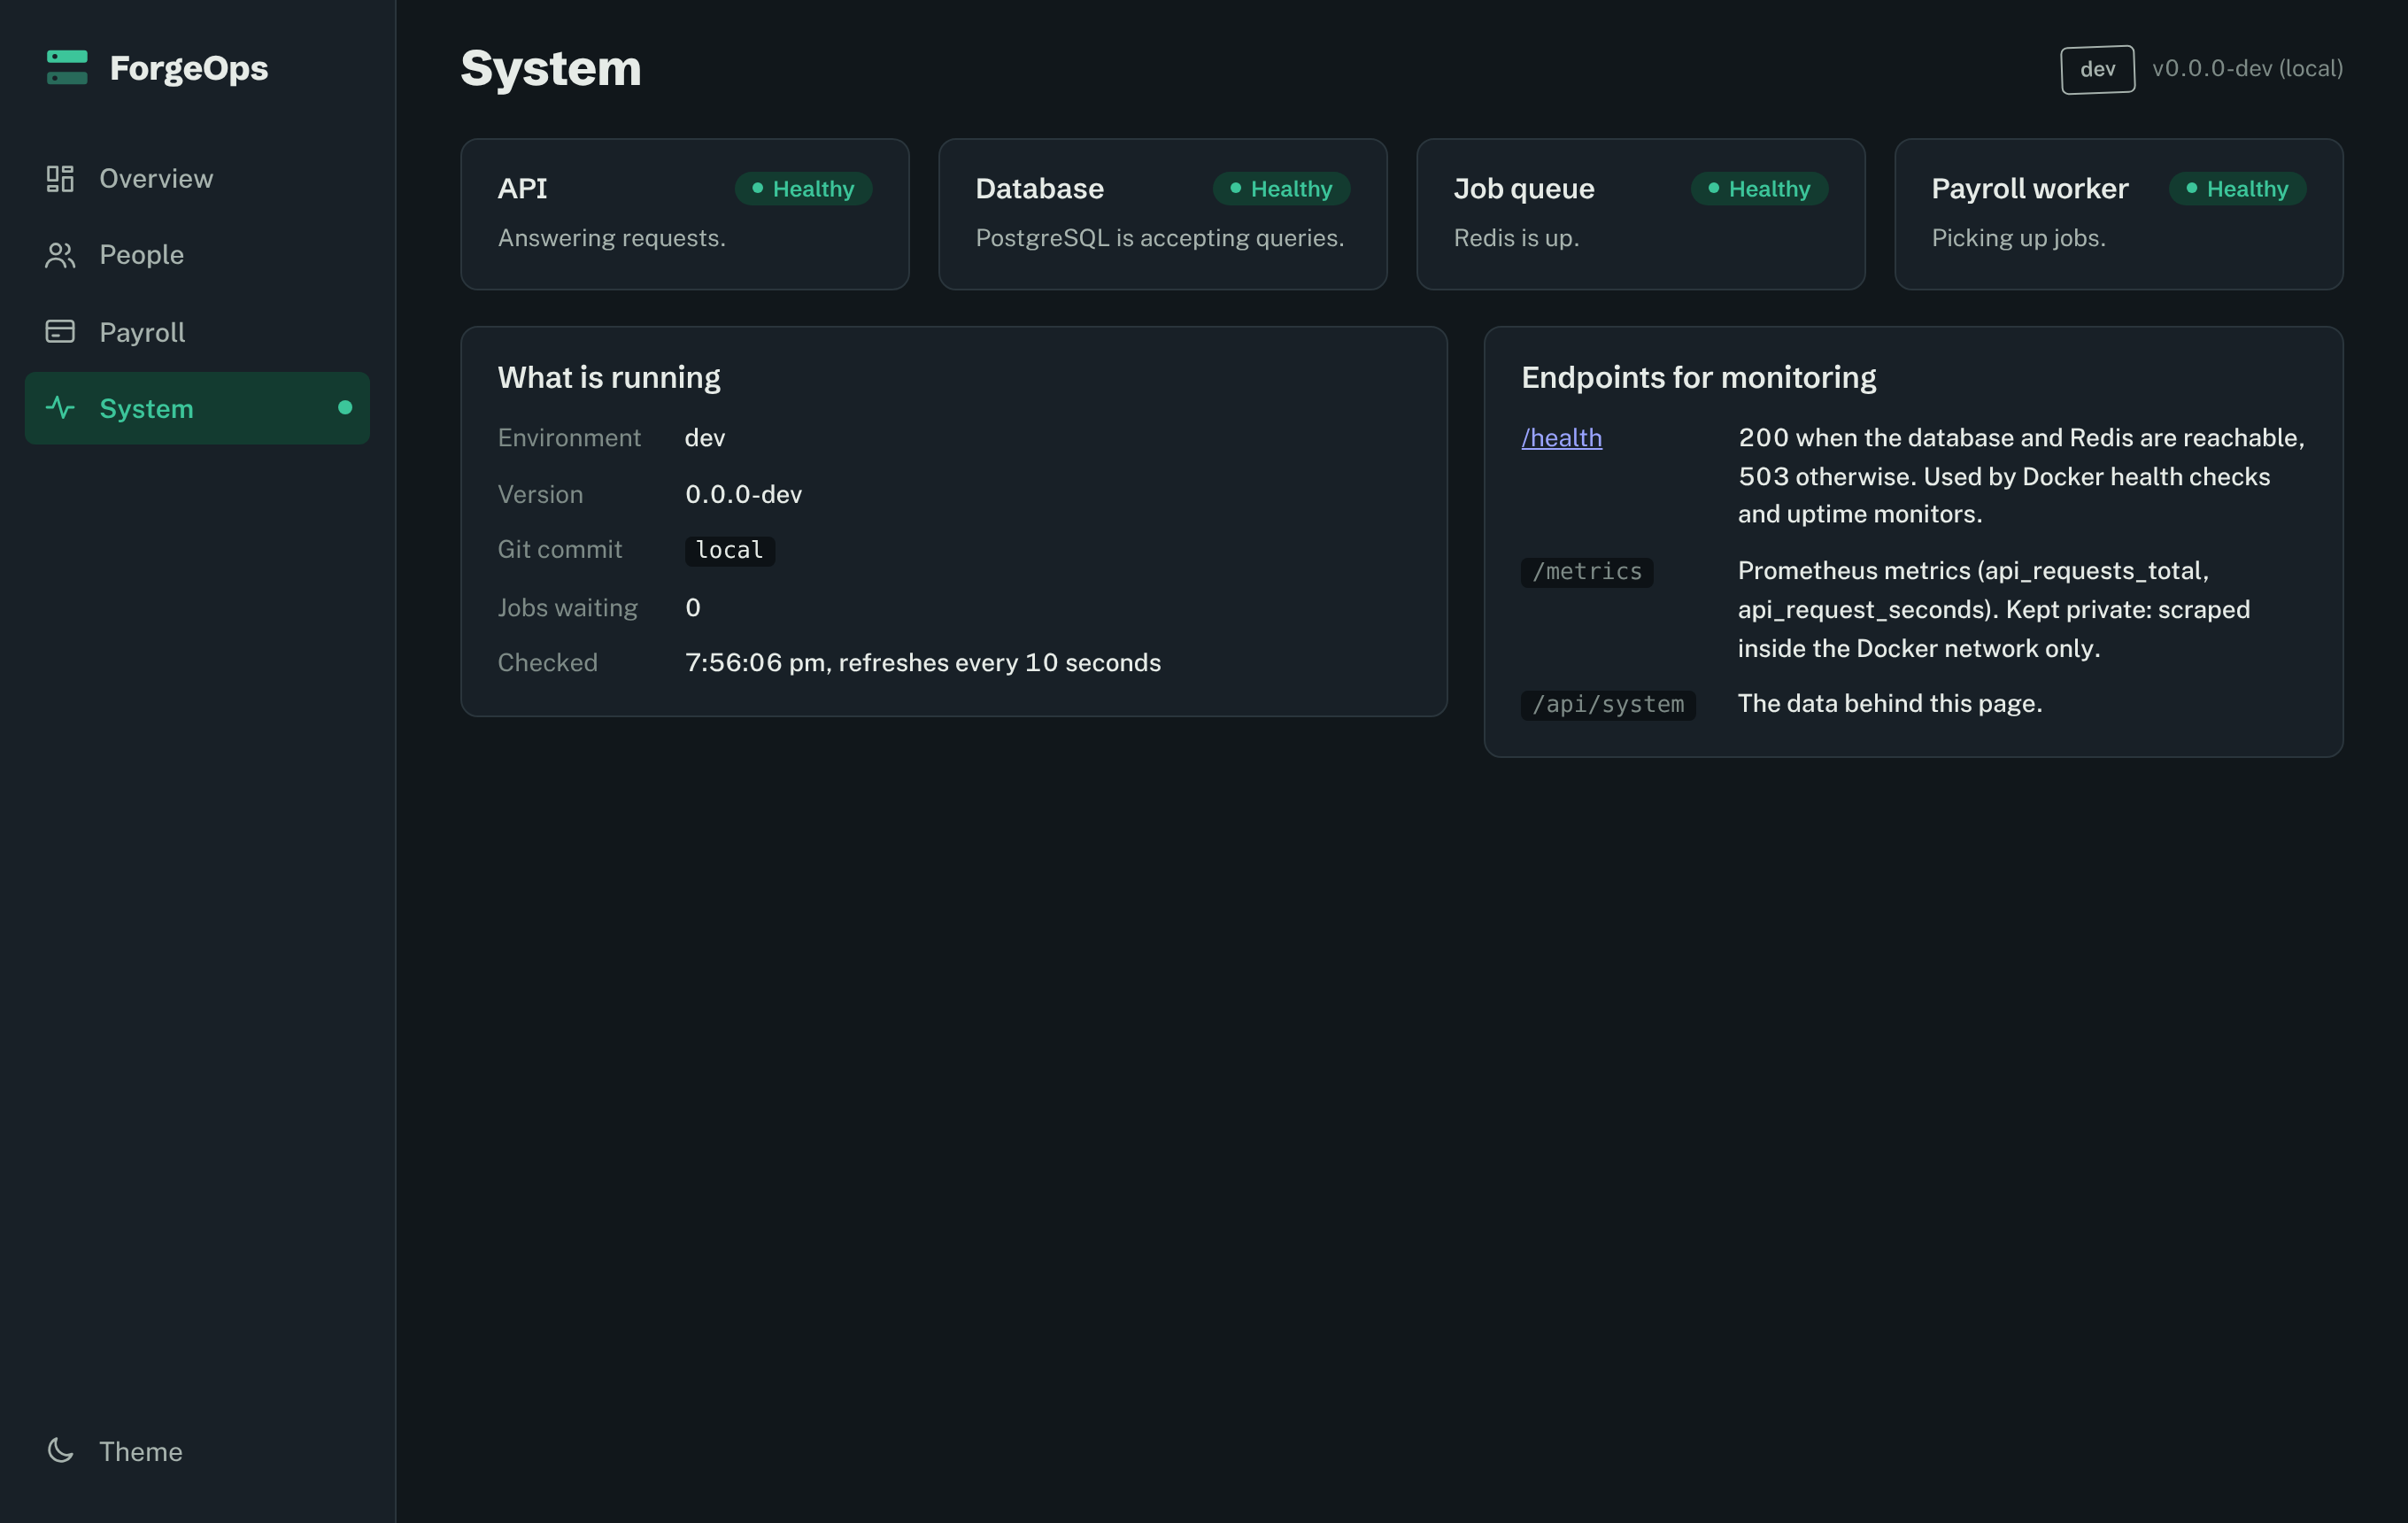 ForgeOps
Overview
People
Payroll
System
Theme
System
dev
v0.0.0-dev (local)
API
Healthy
Answering requests.
Database
Healthy
PostgreSQL is accepting queries.
Job queue
Healthy
Redis is up.
Payroll worker
Healthy
Picking up jobs.
What is running
Environment dev
Version 0.0.0-dev
Git commit local
Jobs waiting 0
Checked 7:56:06 pm, refreshes every 10 seconds
Endpoints for monitoring
/health 200 when the database and Redis are reachable,
503 otherwise. Used by Docker health checks
and uptime monitors.
/metrics Prometheus metrics (api_requests_total,
api_request_seconds). Kept private: scraped
inside the Docker network only.
/api/system The data behind this page.